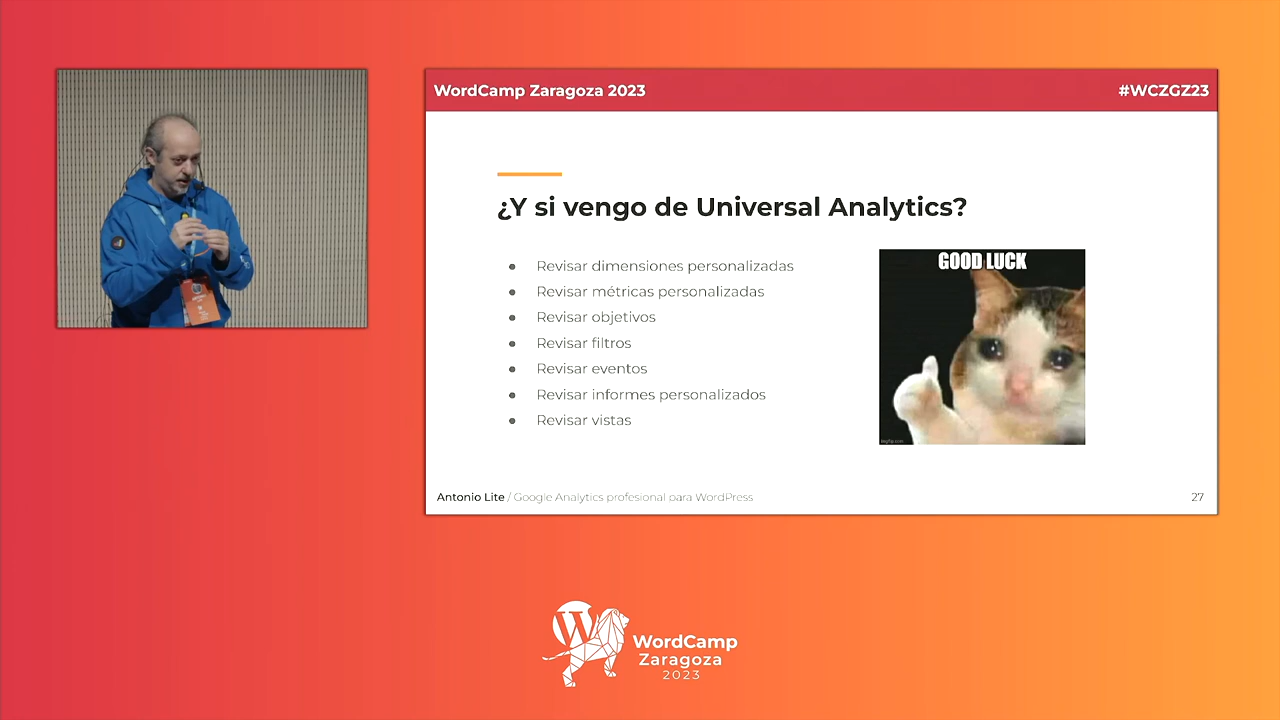 WordCamp Zaragoza 2023
#WCZGZ23
¿Y si vengo de Universal Analytics?
Revisar dimensiones personalizadas
Revisar métricas personalizadas
Revisar objetivos
Revisar filtros
Revisar eventos
Revisar informes personalizados
Revisar vistas
GOOD LUCK
imgflip.com
Antonio Lite / Google Analytics profesional para WordPress
27
W
WordCamp
Zaragoza
2023